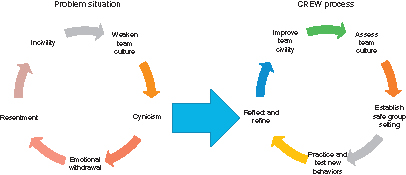 Problem situation
Incivility
Weaken
team
culture
Cynicism
Emotional
withdrawal
Resentment
CREW process
Improve
team
civility
Assess
team
culture
Establish
safe group
setting
Practice and
test new
behaviors
Reflect and
refine